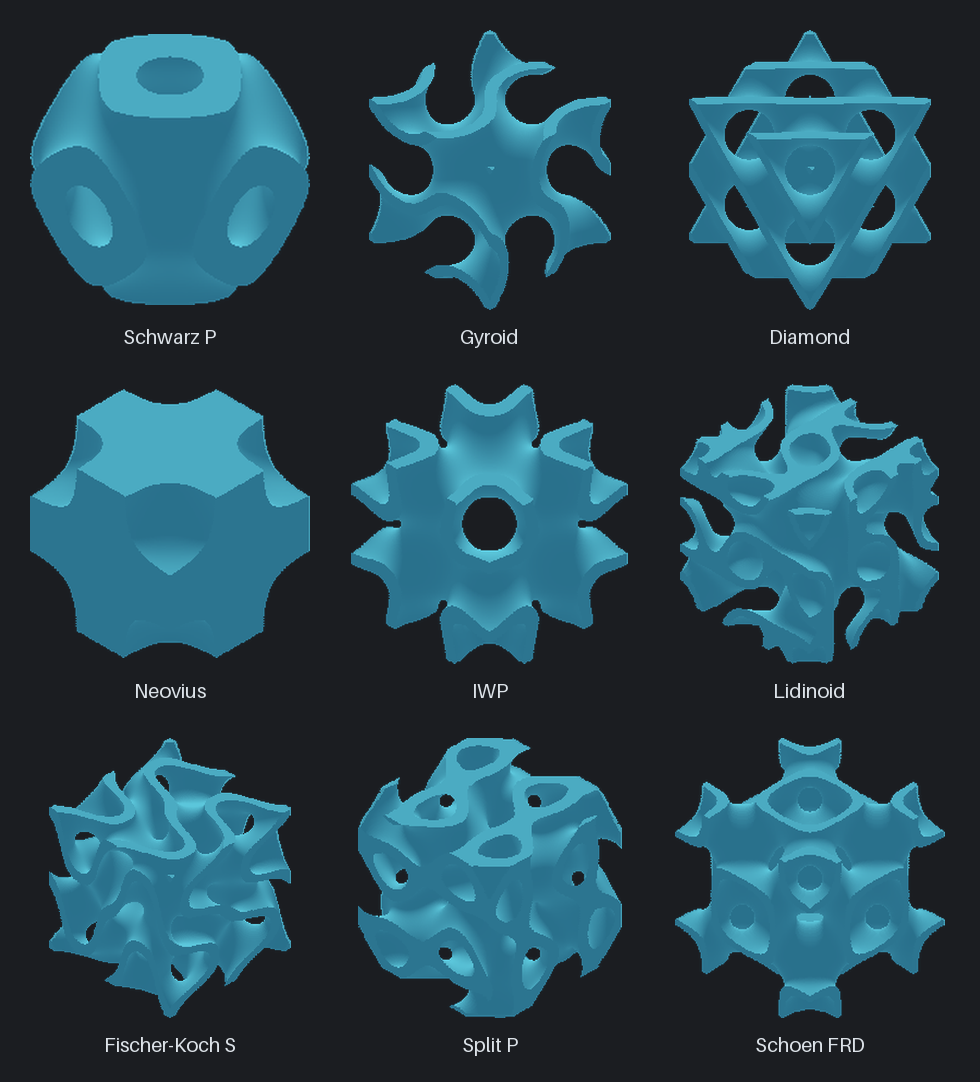 Schwarz P
Gyroid
Diamond
Neovius
IWP
Lidinoid
Fischer-Koch S
Split P
Schoen FRD